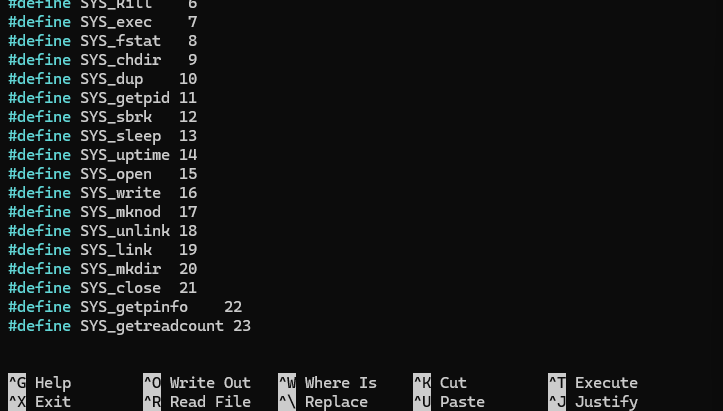 #define SYS_kill    6
#define SYS_exec    7
#define SYS_fstat   8
#define SYS_chdir   9
#define SYS_dup    10
#define SYS_getpid 11
#define SYS_sbrk   12
#define SYS_sleep  13
#define SYS_uptime 14
#define SYS_open   15
#define SYS_write  16
#define SYS_mknod  17
#define SYS_unlink 18
#define SYS_link   19
#define SYS_mkdir  20
#define SYS_close  21
#define SYS_getpinfo    22
#define SYS_getreadcount 23
^G Help ^O Write Out ^W Where Is ^K Cut ^T Execute
^X Exit ^R Read File ^\ Replace ^U Paste ^J Justify